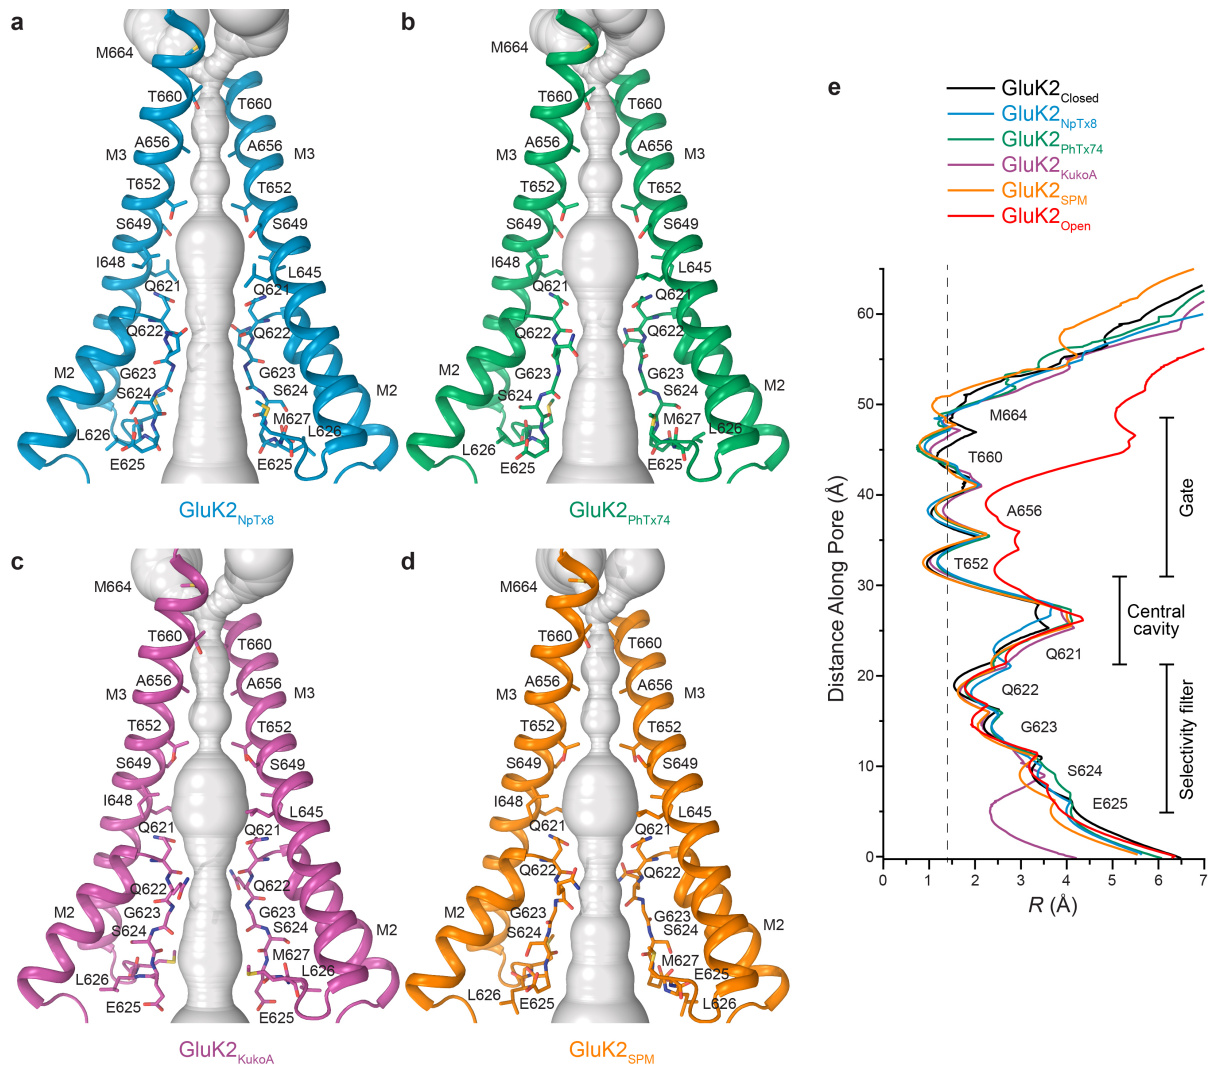 a
M664
T660
T660
A656
A656
M3
M3
T652
T652
S649
S649
I648
L645
Q621
Q621
Q622
Q622
M2
G623
G623
S624
S624
M627
L626
L626
E625
E625
GluK2NpTx8
b
M664
T660
T660
A656
A656
M3
M3
T652
T652
S649
S649
I648
L645
Q621
Q621
Q622
Q622
M2
G623
G623
M2
S624
S624
M627
L626
L626
E625
E625
GluK2PhTx74
c
M664
T660
T660
A656
A656
M3
M3
T652
T652
S649
S649
I648
L645
Q621
Q621
Q622
Q622
M2
G623
G623
S624
S624
M2
M627
L626
L626
E625
E625
GluK2KukoA
d
M664
T660
T660
A656
A656
M3
M3
T652
T652
S649
S649
I648
L645
Q621
Q621
Q622
Q622
M2
G623
G623
S624
S624
M2
M627
E625
L626
E625
L626
GluK2SPM
e
GluK2Closed
GluK2NpTx8
GluK2PhTx74
GluK2KukoA
GluK2SPM
GluK2Open
Distance Along Pore (Å)
60
50
40
30
20
10
0
M664
T660
A656
T652
Q621
Q622
G623
S624
E625
Gate
Central
cavity
Selectivity filter
0 1 2 3 4 5 6 7
R (Å)